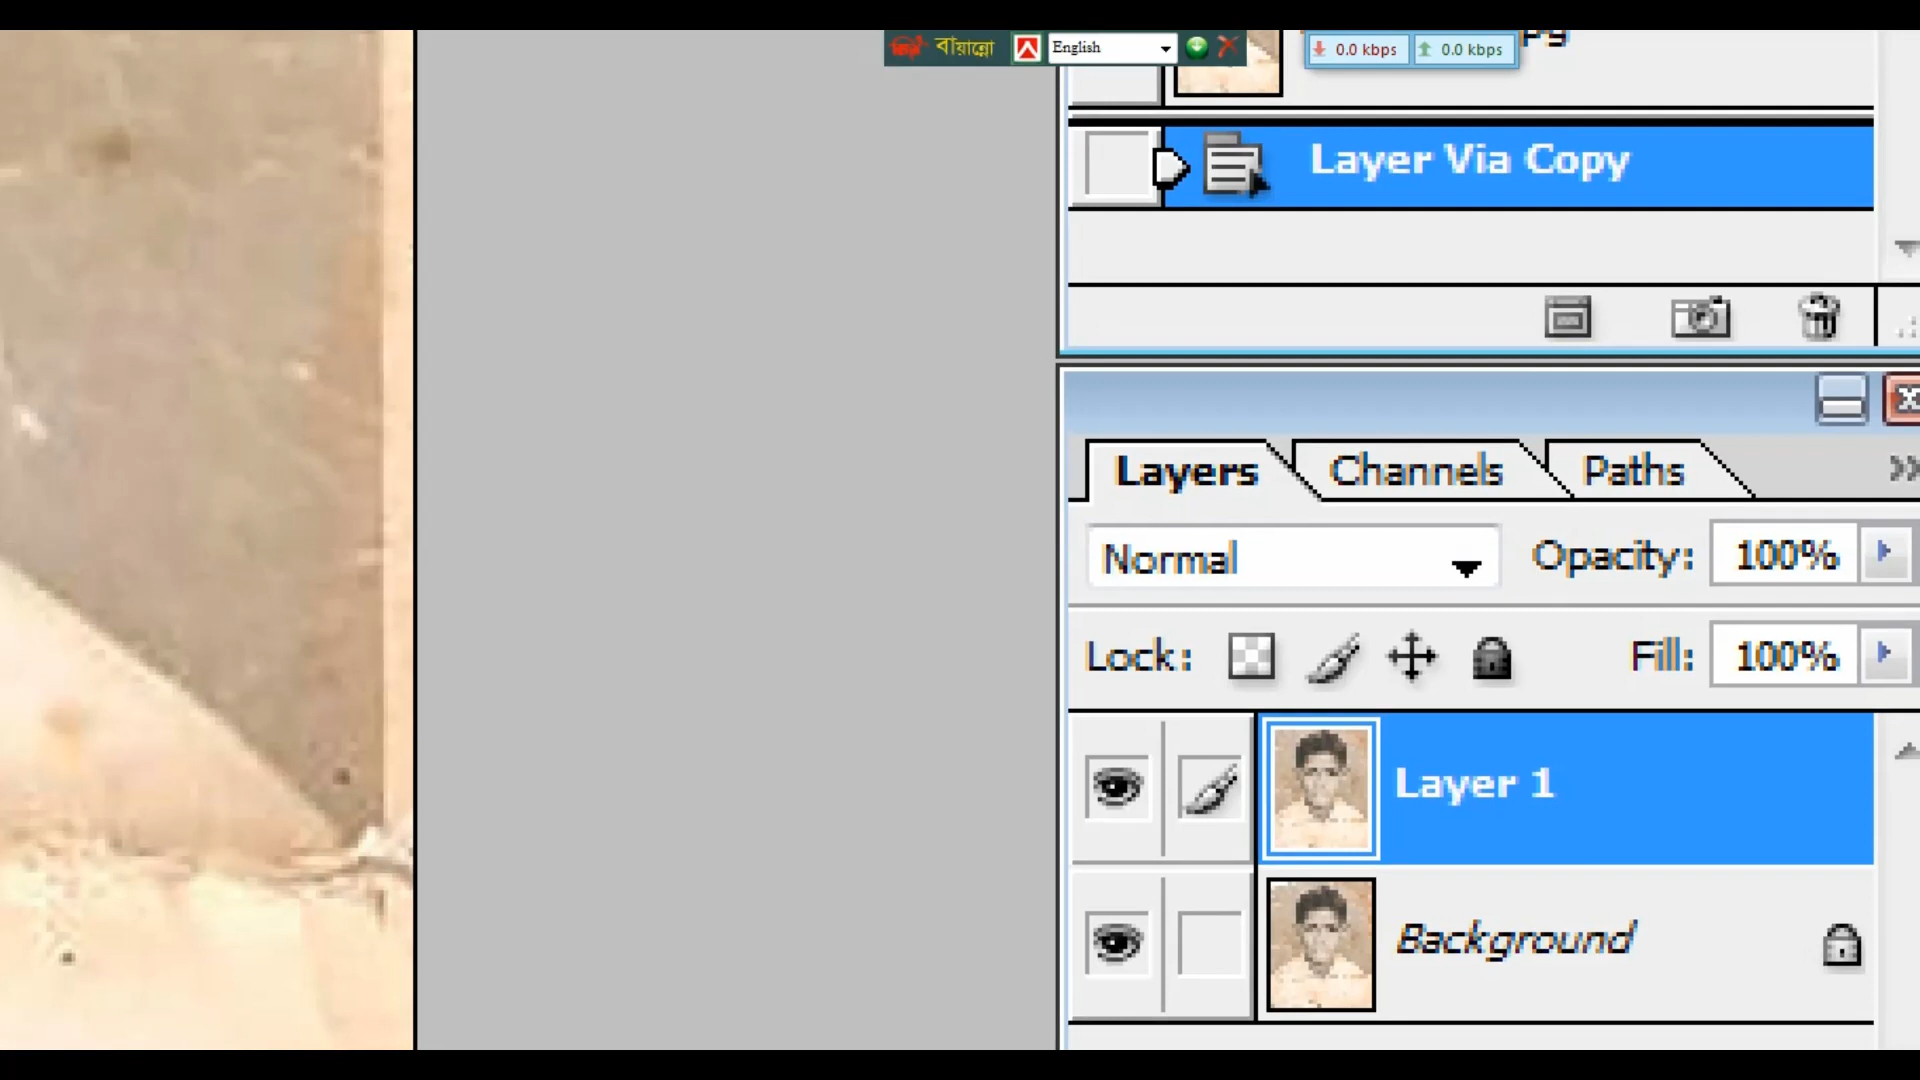 বায়ান্নো English 0.0 kbps 0.0 kbps py
Layer Via Copy
Layers Channels Paths
Normal Opacity: 100%
Lock: Fill: 100%
Layer 1
Background